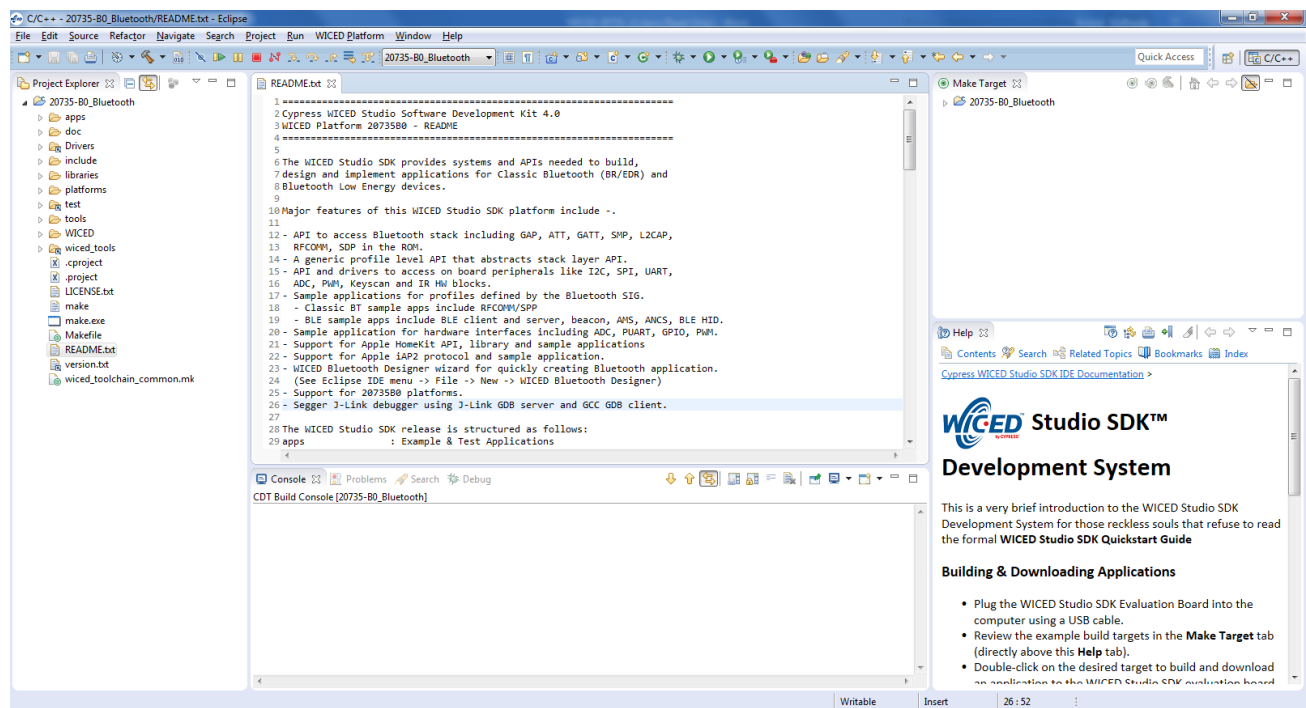 C/C++ - 20735-B0_Bluetooth/README.txt - Eclipse
File Edit Source Refactor Navigate Search Project Run WICED Platform Window Help
20735-B0_Bluetooth
Quick Access
C/C++
Project Explorer
20735-B0_Bluetooth
apps
doc
Drivers
include
libraries
platforms
test
tools
WICED
wiced_tools
.cproject
.project
LICENSE.txt
make
make.exe
Makefile
README.txt
version.txt
wiced_toolchain_common.mk
README.txt
1 ==================================================================
2 Cypress WICED Studio Software Development Kit 4.0
3 WICED Platform 20735B0 - README
4 ==================================================================
5
6 The WICED Studio SDK provides systems and APIs needed to build,
7 design and implement applications for Classic Bluetooth (BR/EDR) and
8 Bluetooth Low Energy devices.
9
10 Major features of this WICED Studio SDK platform include -.
11
12 - API to access Bluetooth stack including GAP, ATT, GATT, SMP, L2CAP,
13 RFCOMM, SDP in the ROM.
14 - A generic profile level API that abstracts stack layer API.
15 - API and drivers to access on board peripherals like I2C, SPI, UART,
16 ADC, PWM, Keyscan and IR HW blocks.
17 - Sample applications for profiles defined by the Bluetooth SIG.
18 - Classic BT sample apps include RFCOMM/SPP
19 - BLE sample apps include BLE client and server, beacon, AMS, ANCS, BLE HID.
20 - Sample application for hardware interfaces including ADC, PUART, GPIO, PWM.
21 - Support for Apple HomeKit API, library and sample applications
22 - Support for Apple iAP2 protocol and sample application.
23 - WICED Bluetooth Designer wizard for quickly creating Bluetooth application.
24 (See Eclipse IDE menu -> File -> New -> WICED Bluetooth Designer)
25 - Support for 20735B0 platforms.
26 - Segger J-Link debugger using J-Link GDB server and GCC GDB client.
27
28 The WICED Studio SDK release is structured as follows:
29 apps : Example & Test Applications
Console Problems Search Debug
CDT Build Console [20735-B0_Bluetooth]
Make Target
20735-B0_Bluetooth
Help
Contents Search Related Topics Bookmarks Index
Cypress WICED Studio SDK IDE Documentation >
WICED by CYPRESS Studio SDK™
Development System
This is a very brief introduction to the WICED Studio SDK
Development System for those reckless souls that refuse to read
the formal WICED Studio SDK Quickstart Guide
Building & Downloading Applications
• Plug the WICED Studio SDK Evaluation Board into the
computer using a USB cable.
• Review the example build targets in the Make Target tab
(directly above this Help tab).
• Double-click on the desired target to build and download
an application to the WICED Studio SDK evaluation board
Writable Insert 26 : 52